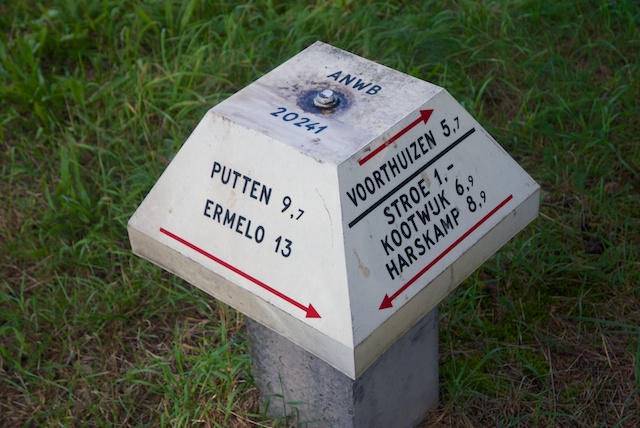 ANWB
20241
PUTTEN 9,7
ERMELO 13
VOORTHUIZEN 5,7
STROE 1,-
KOOTWIJK 6,9
HARSKAMP 8,9